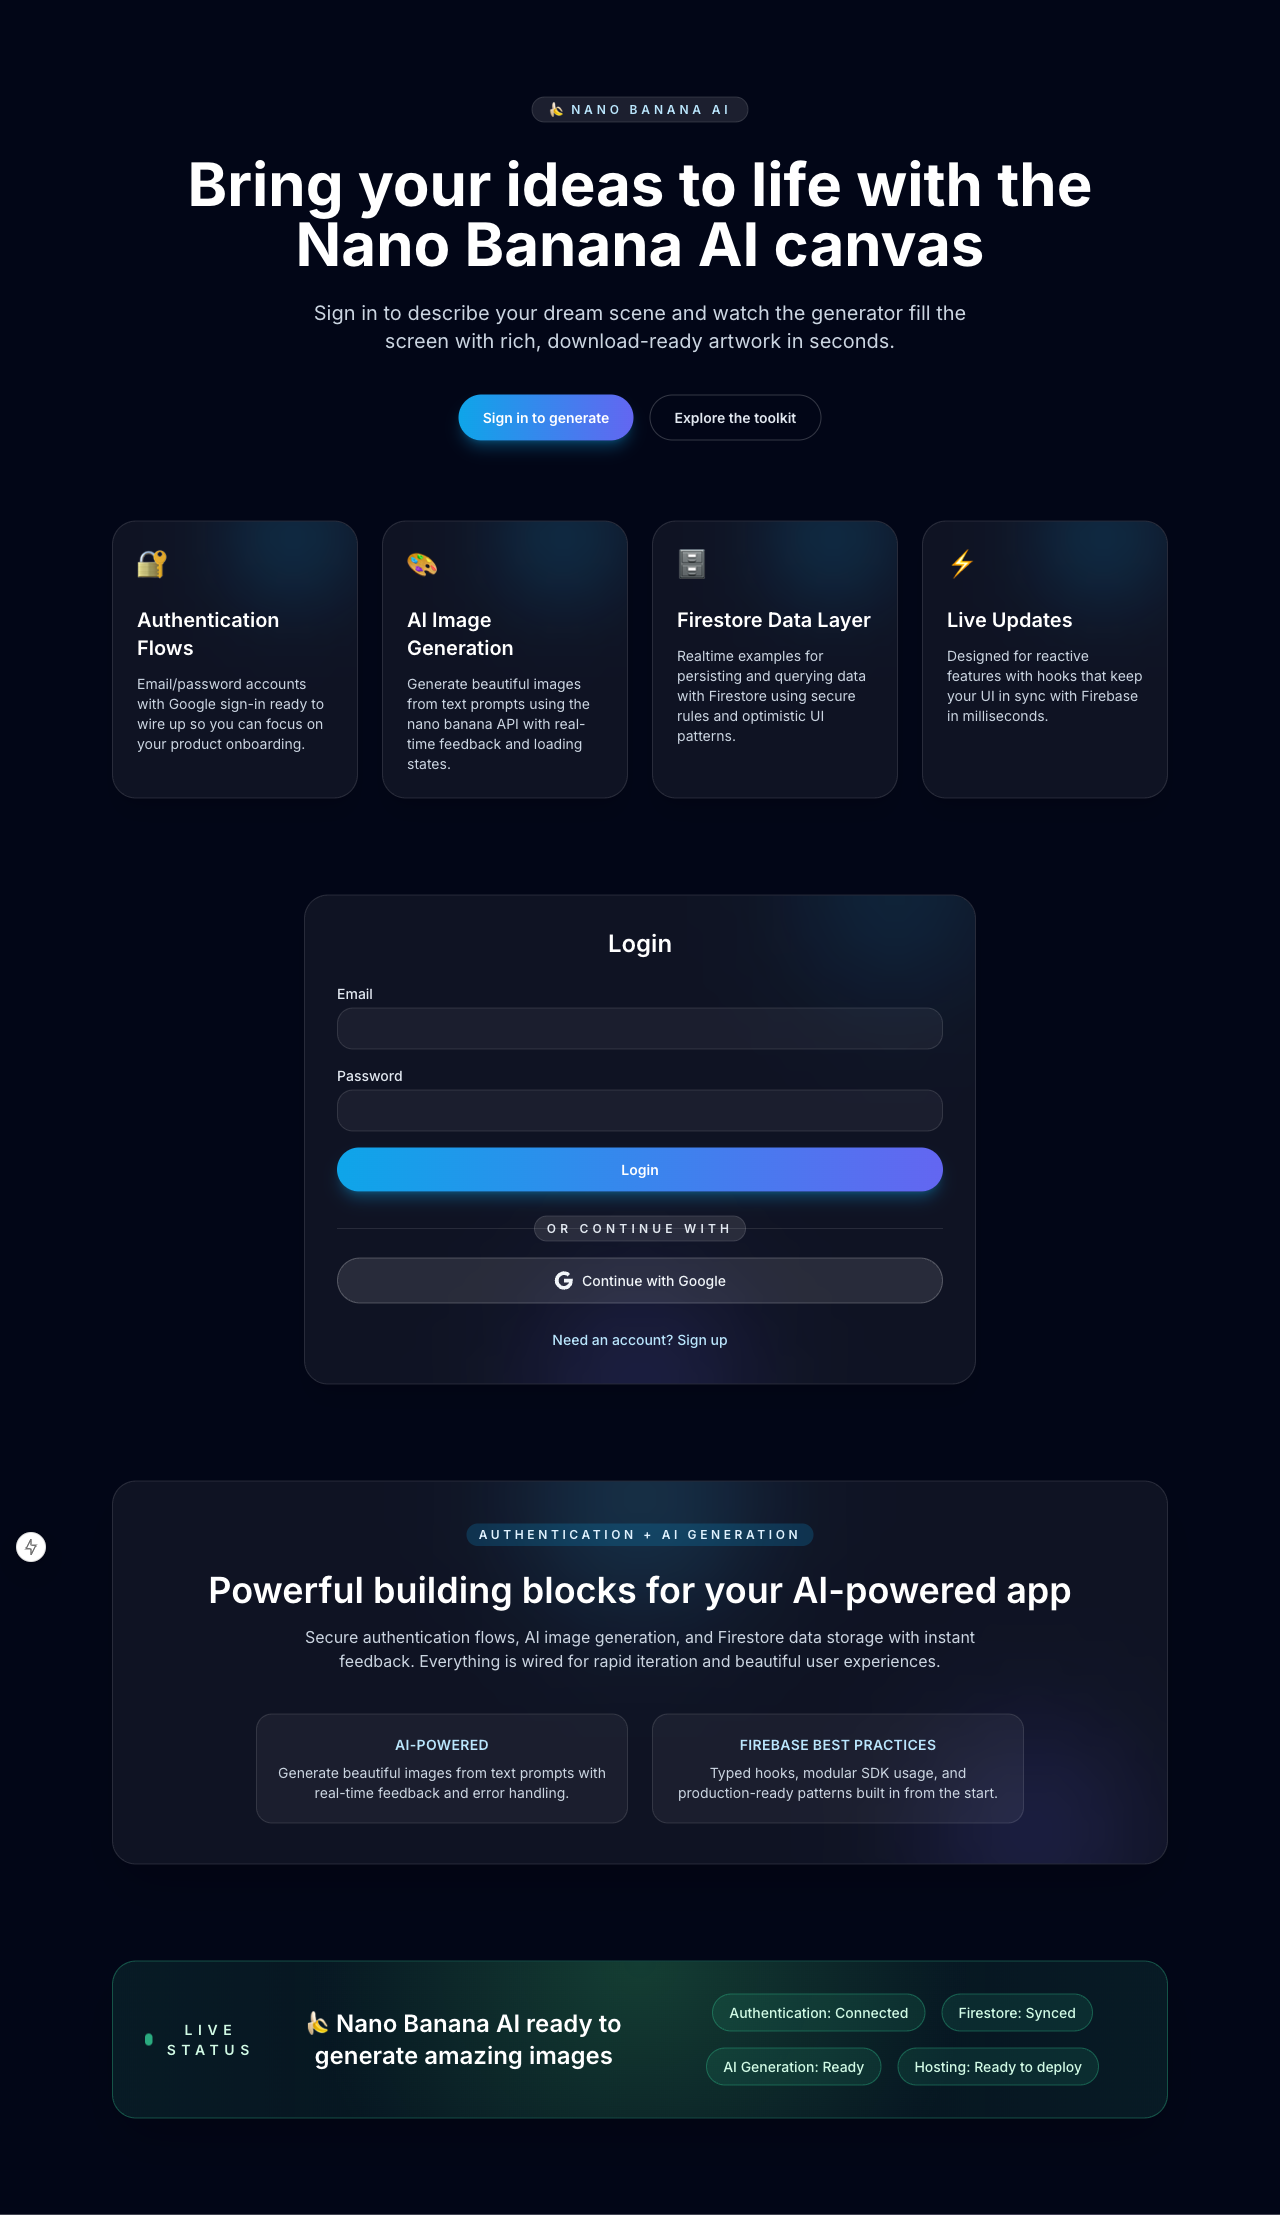 NANO BANANA AI
Bring your ideas to life with the
Nano Banana AI canvas
Sign in to describe your dream scene and watch the generator fill the
screen with rich, download-ready artwork in seconds.
Sign in to generate
Explore the toolkit
Authentication
Flows
Email/password accounts
with Google sign-in ready to
wire up so you can focus on
your product onboarding.
AI Image
Generation
Generate beautiful images
from text prompts using the
nano banana API with real-
time feedback and loading
states.
Firestore Data Layer
Realtime examples for
persisting and querying data
with Firestore using secure
rules and optimistic UI
patterns.
Live Updates
Designed for reactive
features with hooks that keep
your UI in sync with Firebase
in milliseconds.
Login
Email
Password
Login
OR CONTINUE WITH
Continue with Google
Need an account? Sign up
AUTHENTICATION + AI GENERATION
Powerful building blocks for your AI-powered app
Secure authentication flows, AI image generation, and Firestore data storage with instant
feedback. Everything is wired for rapid iteration and beautiful user experiences.
AI-POWERED
Generate beautiful images from text prompts with
real-time feedback and error handling.
FIREBASE BEST PRACTICES
Typed hooks, modular SDK usage, and
production-ready patterns built in from the start.
LIVE
STATUS
Nano Banana AI ready to
generate amazing images
Authentication: Connected
Firestore: Synced
AI Generation: Ready
Hosting: Ready to deploy